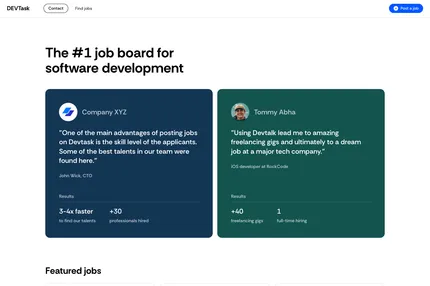 DEVTask
Contact
Find jobs
Post a job
The #1 job board for
software development
Company XYZ
"One of the main advantages of posting jobs
on Devtask is the skill level of the applicants.
Some of the best talents in our team were
found here."
John Wick, CTO
Results
3-4x faster
to find our talents
+30
professionals hired
Tommy Abha
"Using Devtalk lead me to amazing
freelancing gigs and ultimately to a dream
job at a major tech company."
iOS developer at RockCode
Results
+40
freelancing gigs
1
full-time hiring
Featured jobs